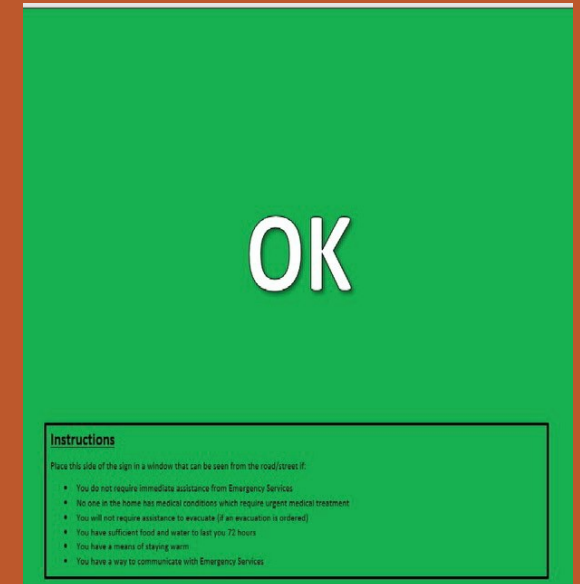 OK
Instructions
Place this side of the sign in a window that can be seen from the road/street if:
• You do not require immediate assistance from Emergency Services
• No one in the home has medical conditions which require urgent medical treatment
• You will not require assistance to evacuate (if an evacuation is ordered)
• You have sufficient food and water to last you 72 hours
• You have a means of staying warm
• You have a way to communicate with Emergency Services